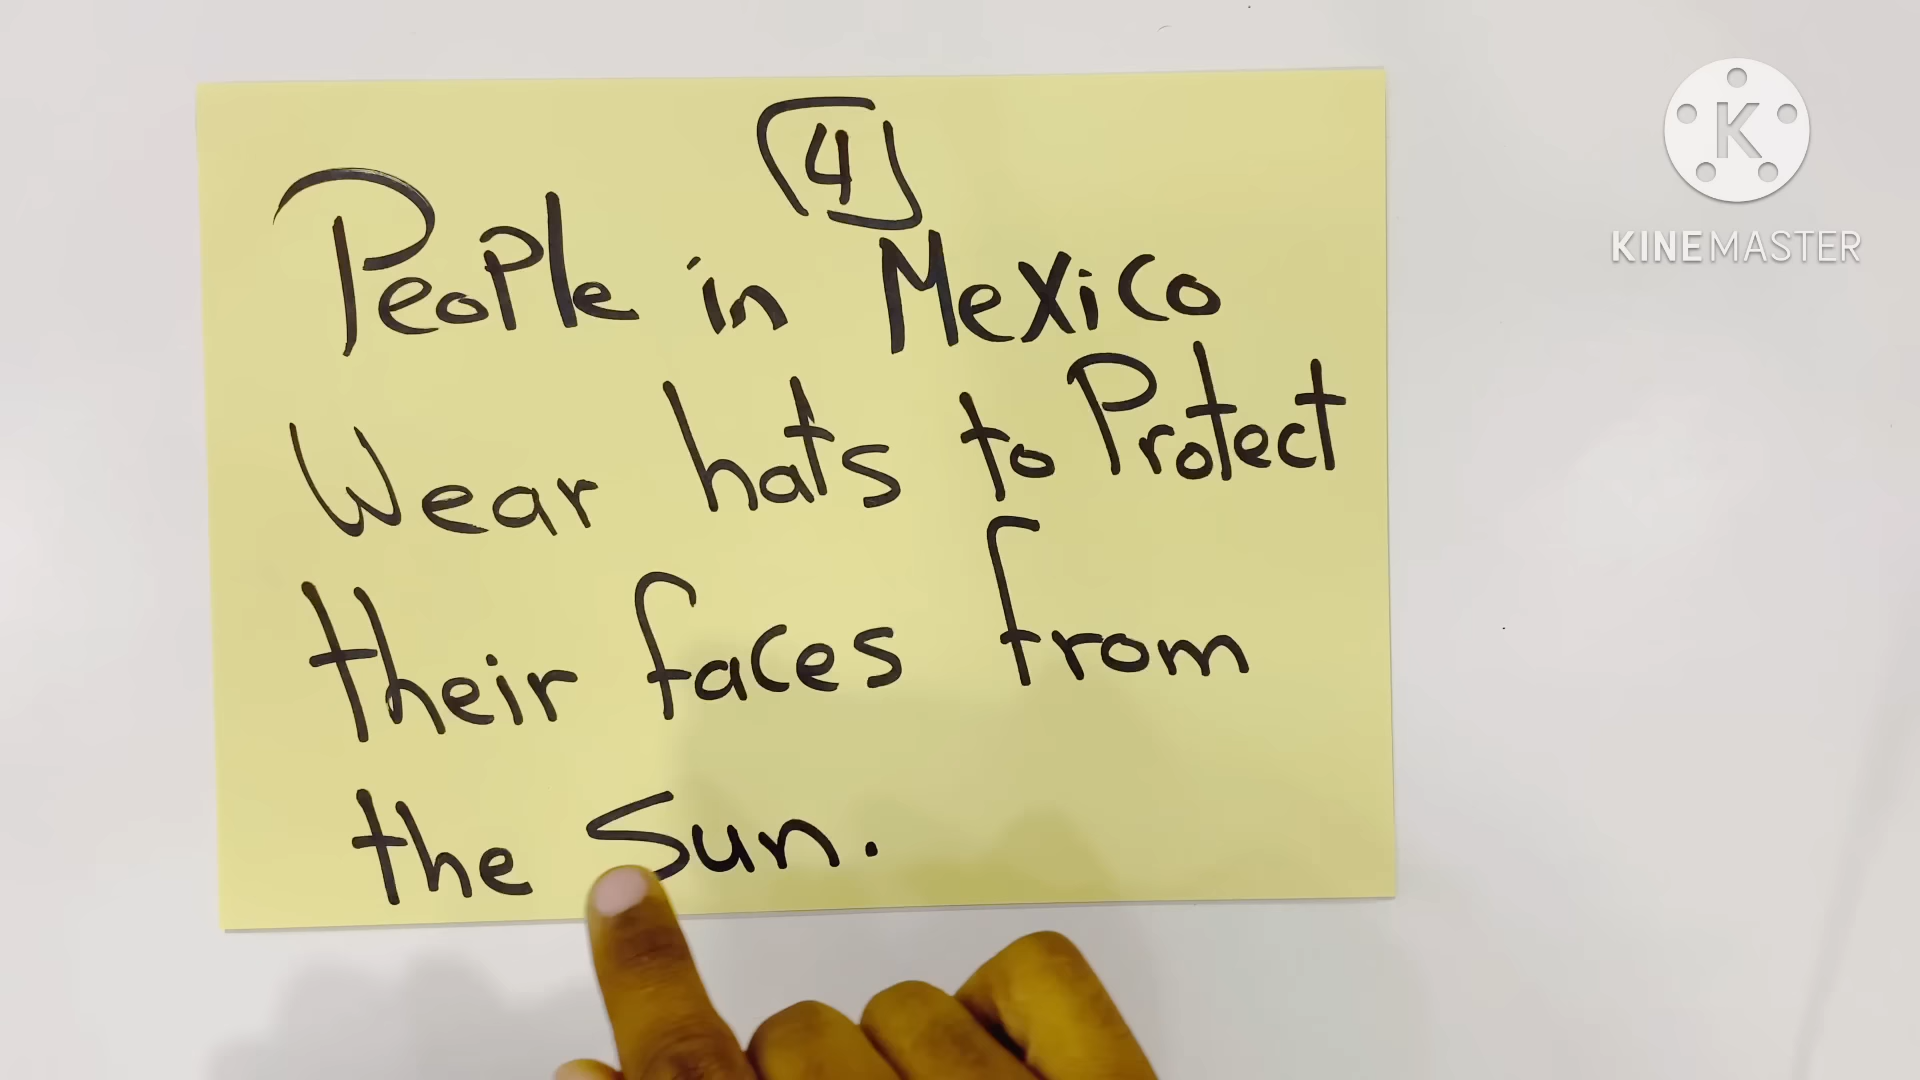 4
People in Mexico
Wear hats to Protect
their faces from
the Sun.
K
KINEMASTER